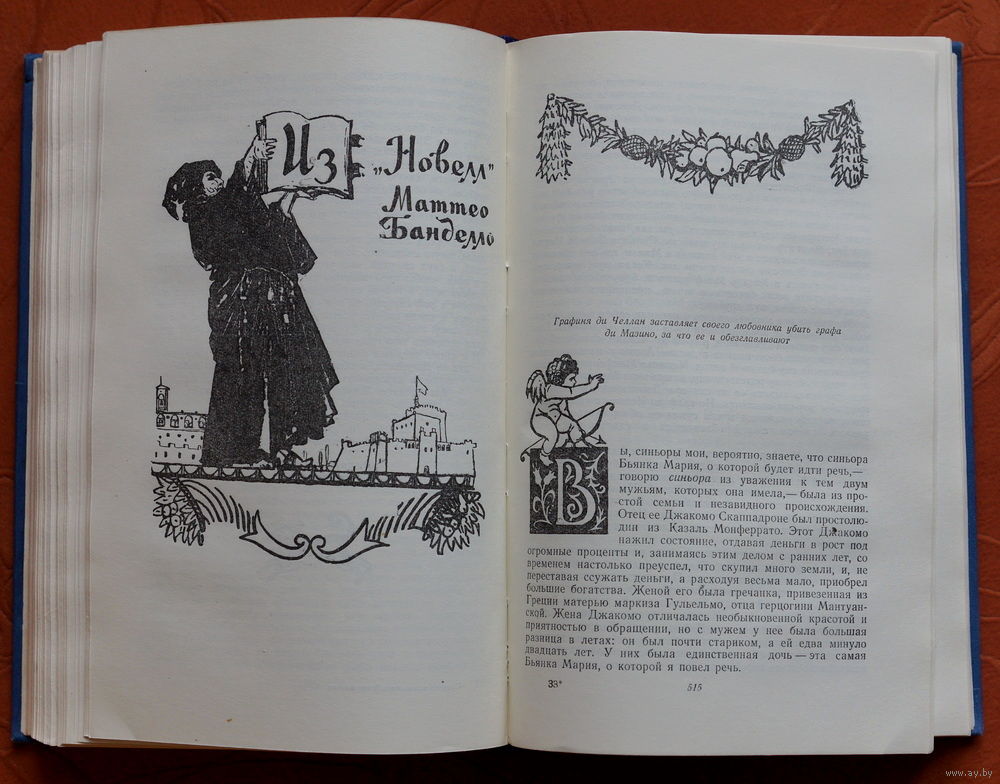 Из
„Новелл"
Маттео
Банделло
Графиня ди Челлан заставляет своего любовника убить графа
ди Мазино, за что ее и обезглавливают
Вы, синьоры мои, вероятно, знаете, что синьора
Бьянка Мария, о которой будет идти речь,—
говорю синьора из уважения к тем двум
мужьям, которых она имела,— была из про-
стой семьи и незавидного происхождения.
Отец ее Джакомо Скаппадроне был простолю-
дин из Казаль Монферрато. Этот Джакомо
нажил состояние, отдавая деньги в рост под
огромные проценты и, занимаясь этим делом с ранних лет, со
временем настолько преуспел, что скупил много земли, и, не
переставая ссужать деньги, а расходуя весьма мало, приобрел
большие богатства. Женой его была гречанка, привезенная из
Греции матерью маркиза Гульельмо, отца герцогини Мантуан-
ской. Жена Джакомо отличалась необыкновенной красотой и
приятностью в обращении, но с мужем у нее была большая
разница в летах: он был почти стариком, а ей едва минуло
двадцать лет. У них была единственная дочь — эта самая
Бьянка Мария, о которой я повел речь.
33*
515
www.ay.by